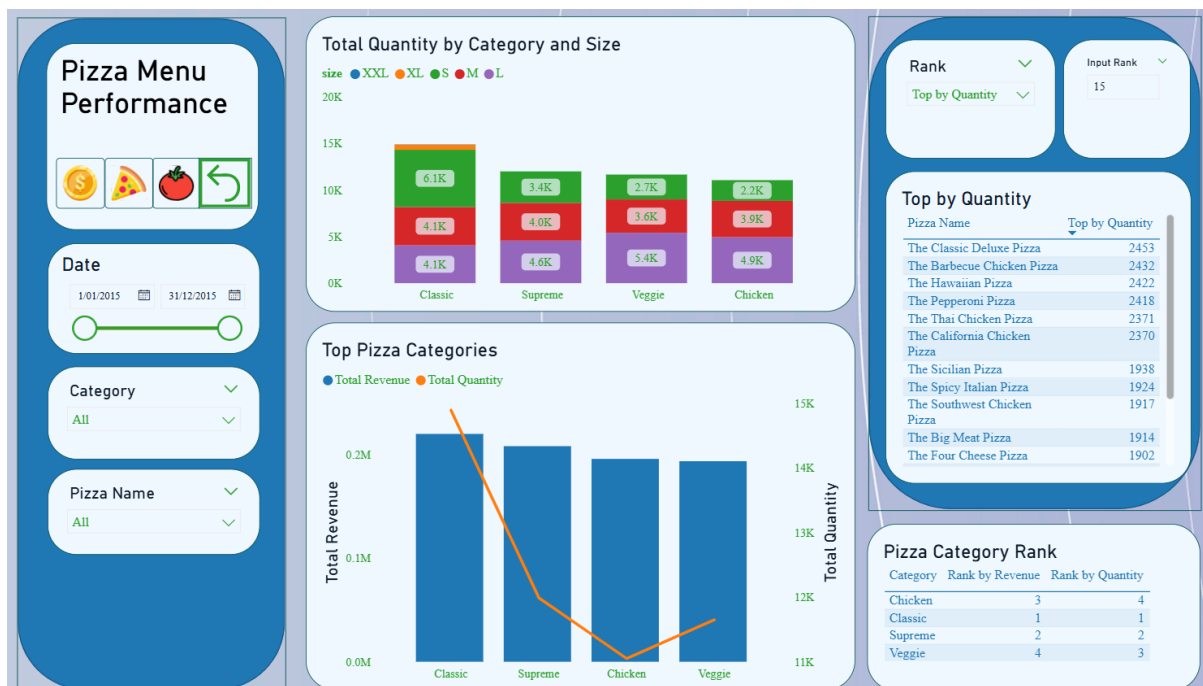 Pizza Menu
Performance
Date
1/01/2015
31/12/2015
Category
All
Pizza Name
All
Total Quantity by Category and Size
size XXL XL S M L
20K
15K
10K
5K
0K
6.1K
4.1K
4.1K
3.4K
4.0K
4.6K
2.7K
3.6K
5.4K
2.2K
3.9K
4.9K
Classic Supreme Veggie Chicken
Top Pizza Categories
Total Revenue Total Quantity
Total Revenue
0.2M
0.1M
0.0M
15K
14K
13K
12K
11K
Total Quantity
Classic Supreme Chicken Veggie
Rank
Top by Quantity
Input Rank
15
Top by Quantity
Pizza Name Top by Quantity
The Classic Deluxe Pizza 2453
The Barbecue Chicken Pizza 2432
The Hawaiian Pizza 2422
The Pepperoni Pizza 2418
The Thai Chicken Pizza 2371
The California Chicken 2370
Pizza
The Sicilian Pizza 1938
The Spicy Italian Pizza 1924
The Southwest Chicken 1917
Pizza
The Big Meat Pizza 1914
The Four Cheese Pizza 1902
Pizza Category Rank
Category Rank by Revenue Rank by Quantity
Chicken 3 4
Classic 1 1
Supreme 2 2
Veggie 4 3